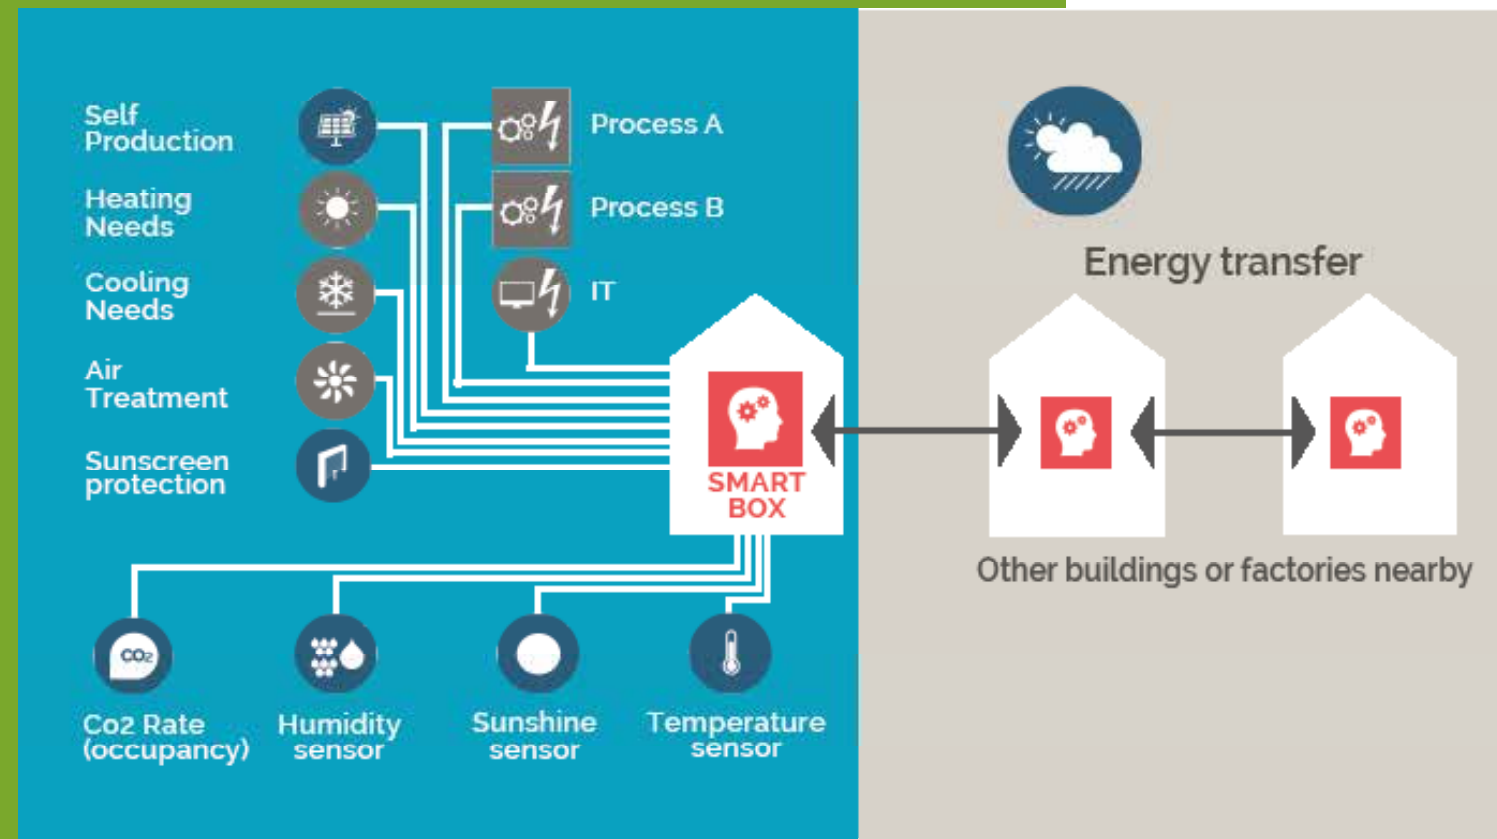 Self
Production
Heating
Needs
Cooling
Needs
Air
Treatment
Sunscreen
protection
Process A
Process B
IT
SMART
BOX
CO2
Co2 Rate
(occupancy)
Humidity
sensor
Sunshine
sensor
Temperature
sensor
Energy transfer
Other buildings or factories nearby